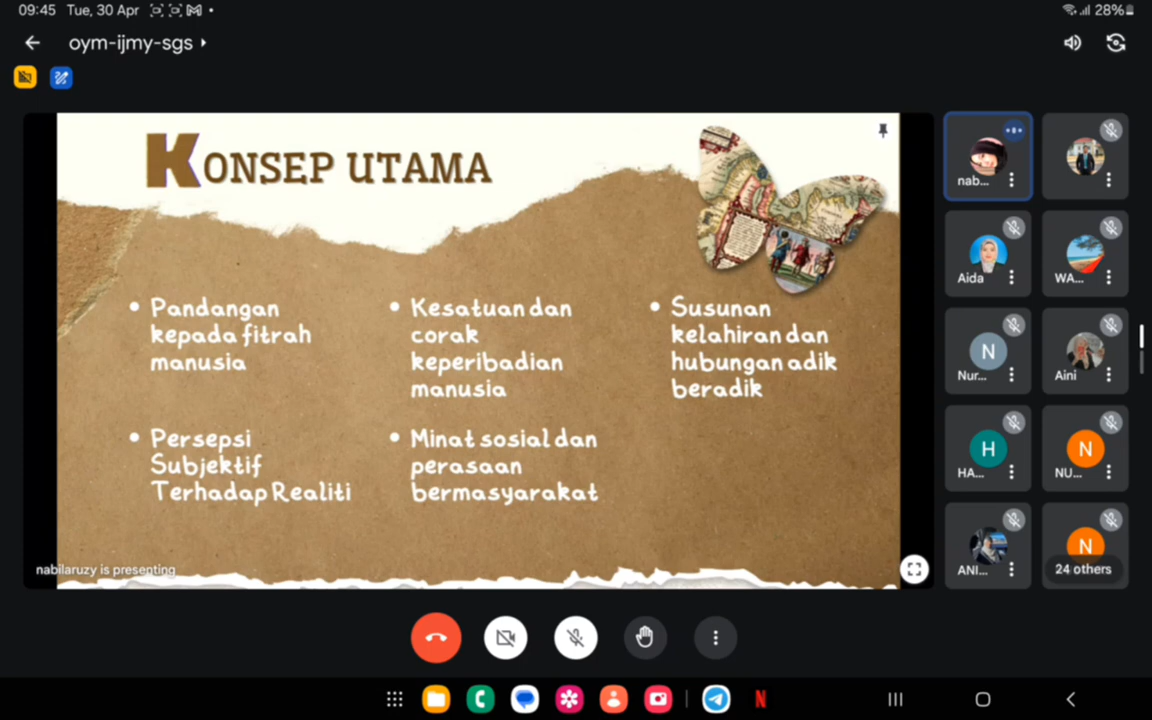 09:45 Tue, 30 Apr
28%
oym-ijmy-sgs
KONSEP UTAMA
• Pandangan
kepada fitrah
manusia
• Kesatuan dan
corak
keperibadian
manusia
• Susunan
kelahiran dan
hubungan adik
beradik
• Persepsi
Subjektif
Terhadap Realiti
• Minat sosial dan
perasaan
bermasyarakat
nabilaruzy is presenting
nab...
Aida
WA...
N
Nur...
Aini
H
HA...
N
NU...
ANI...
N
24 others
N